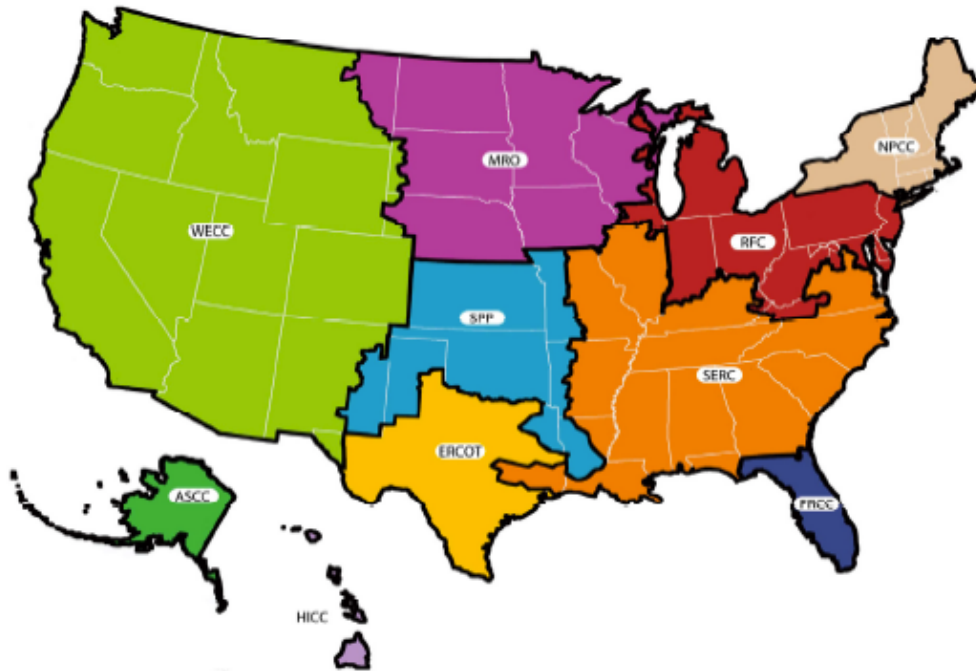 NPCC
MRO
WECC
RFC
SPP
SERC
ERCOT
ASCC
FRCC
HICC